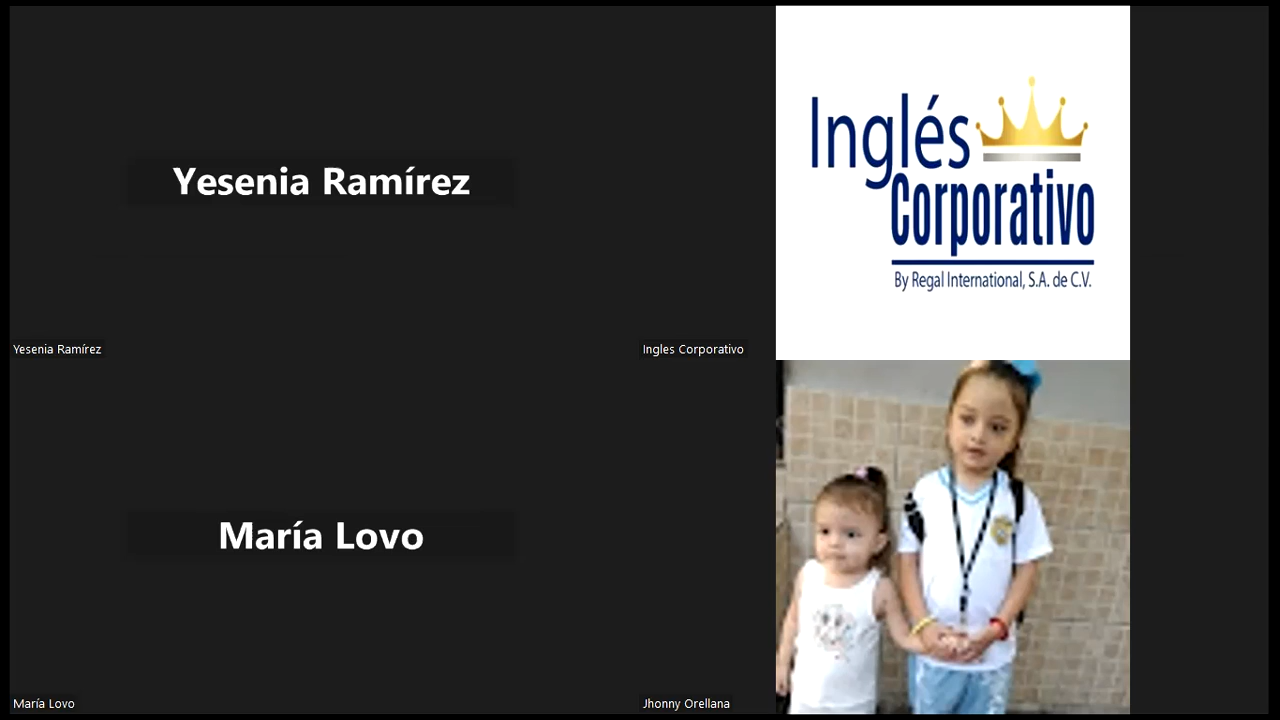 Yesenia Ramírez
Yesenia Ramírez
Inglés
Corporativo
By Regal International, S.A. de C.V.
Ingles Corporativo
María Lovo
María Lovo
Jhonny Orellana